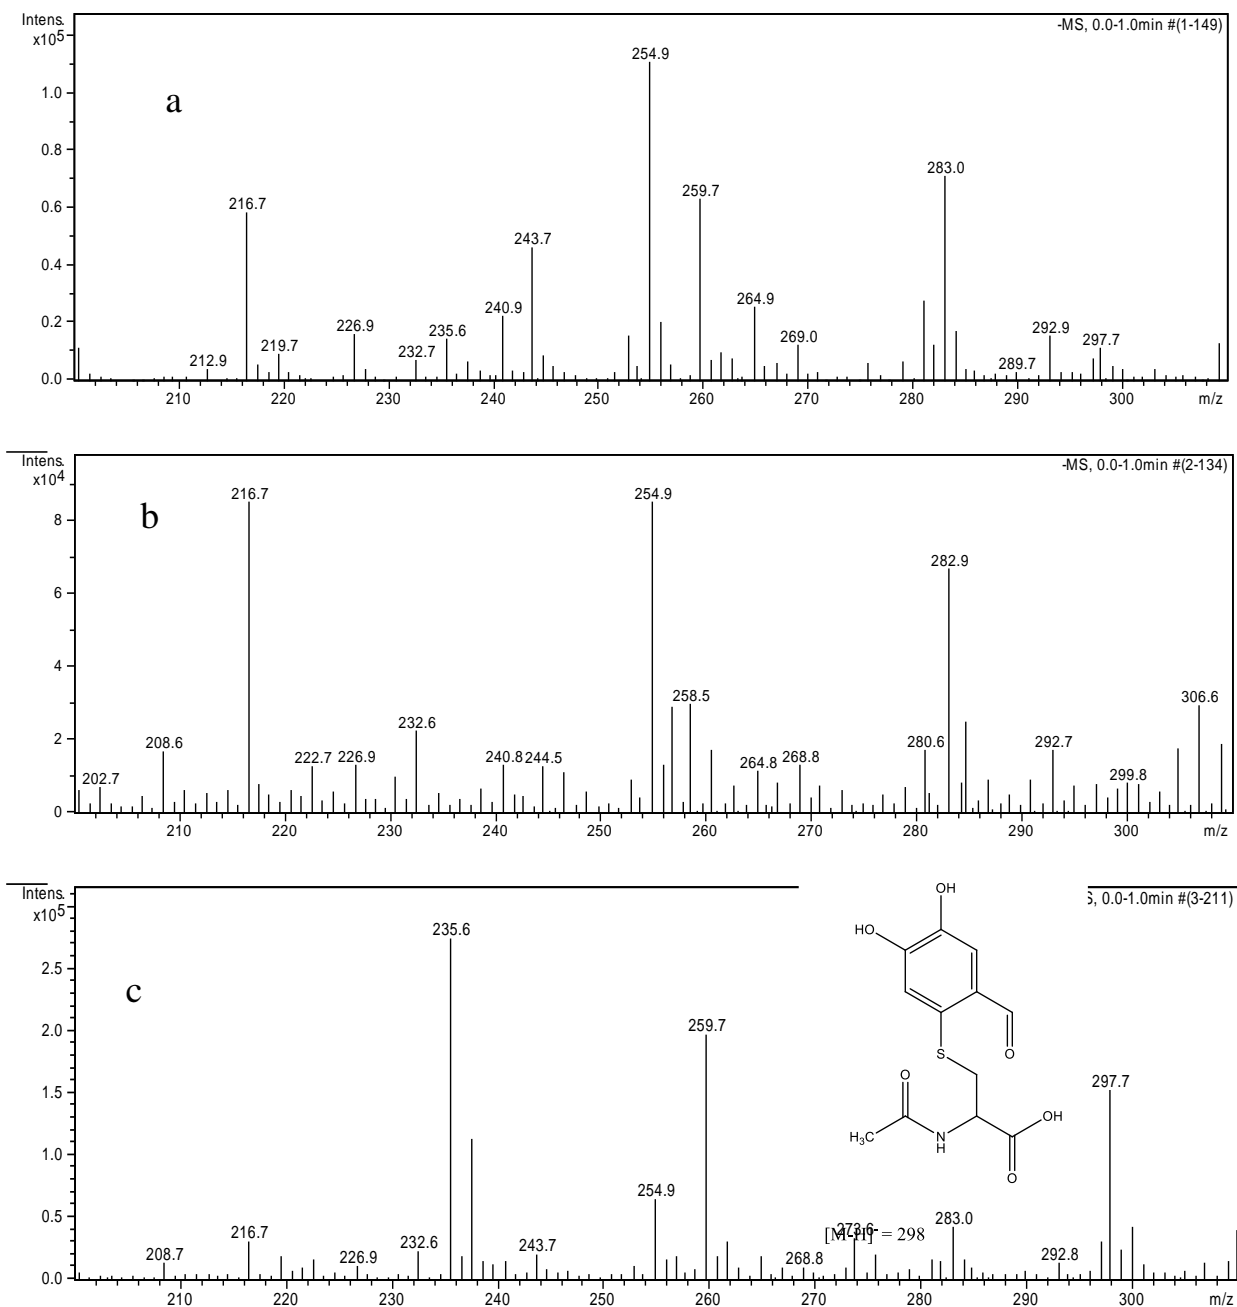 Intens.
x10⁵
-MS, 0.0-1.0min #(1-149)
a
254.9
283.0
259.7
216.7
243.7
264.9
240.9
226.9
235.6
269.0
292.9
297.7
219.7
232.7
212.9
289.7
1.0
0.8
0.6
0.4
0.2
0.0
210 220 230 240 250 260 270 280 290 300 m/z
Intens.
x10⁴
-MS, 0.0-1.0min #(2-134)
b
216.7
254.9
282.9
258.5
306.6
232.6
208.6
222.7 226.9
240.8 244.5
264.8
268.8
280.6
292.7
202.7
299.8
8
6
4
2
0
210 220 230 240 250 260 270 280 290 300 m/z
Intens.
x10⁵
S, 0.0-1.0min #(3-211)
c
235.6
259.7
297.7
254.9
216.7
232.6
243.7
208.7
226.9
268.8
273.6
283.0
292.8
2.5
2.0
1.5
1.0
0.5
0.0
OH
HO
O
S
O
OH
H₃C
N
H
O
[M-H]⁻ = 298
210 220 230 240 250 260 270 280 290 300 m/z